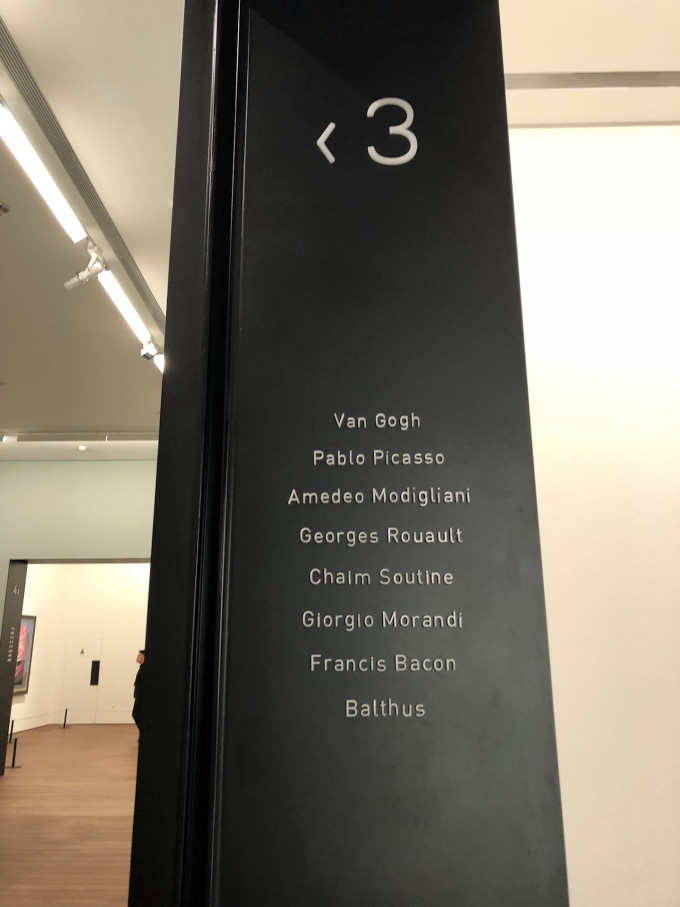 < 3
Van Gogh
Pablo Picasso
Amedeo Modigliani
Georges Rouault
Chaim Soutine
Giorgio Morandi
Francis Bacon
Balthus